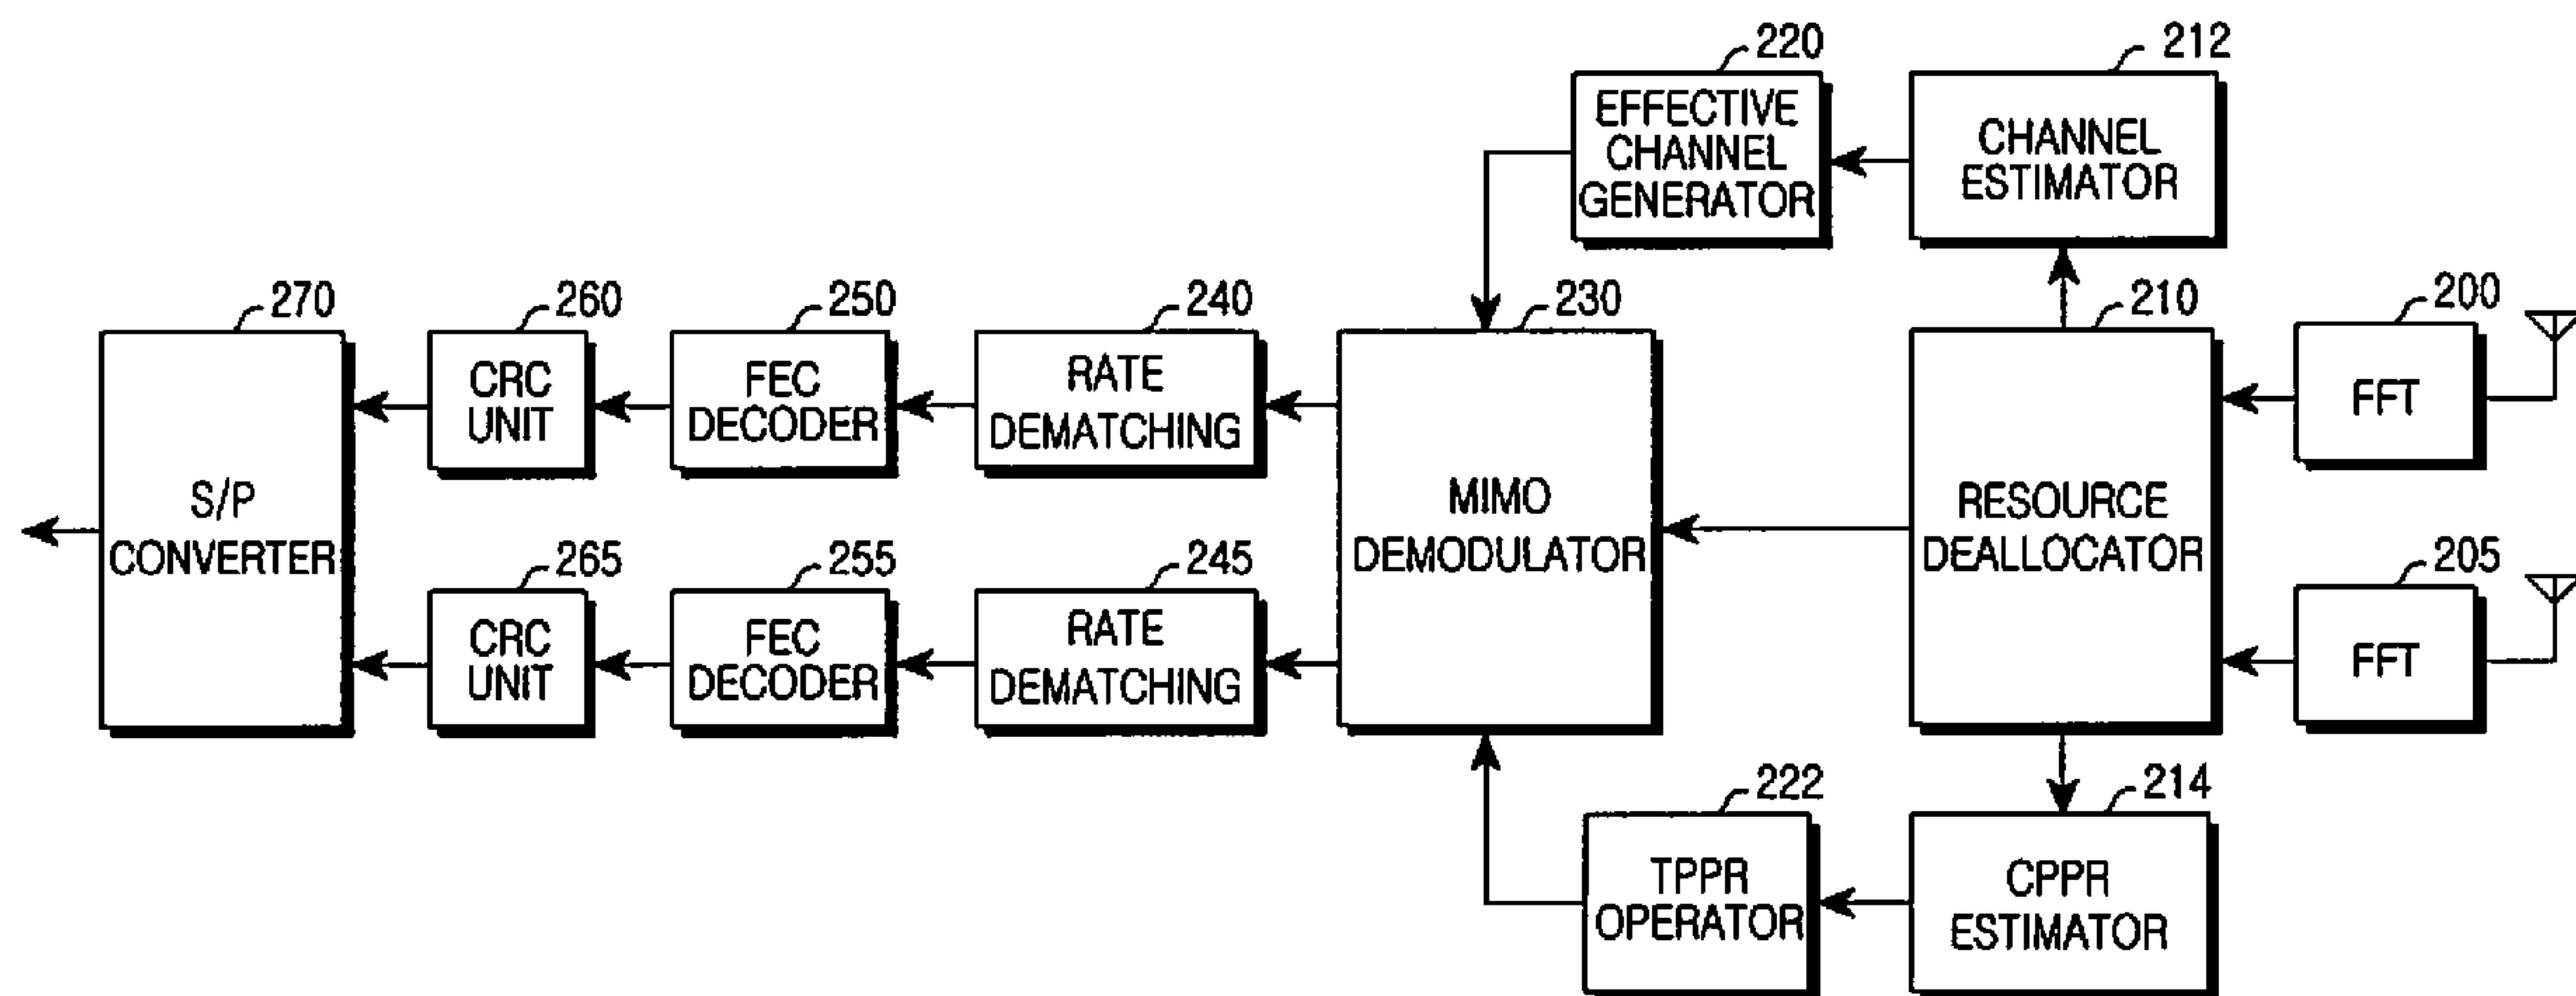 220
212
EFFECTIVE
CHANNEL
GENERATOR
CHANNEL
ESTIMATOR
270
260
250
240
230
210
200
S/P
CONVERTER
CRC
UNIT
FEC
DECODER
RATE
DEMATCHING
MIMO
DEMODULATOR
RESOURCE
DEALLOCATOR
FFT
265
255
245
205
CRC
UNIT
FEC
DECODER
RATE
DEMATCHING
FFT
222
214
TPPR
OPERATOR
CPPR
ESTIMATOR